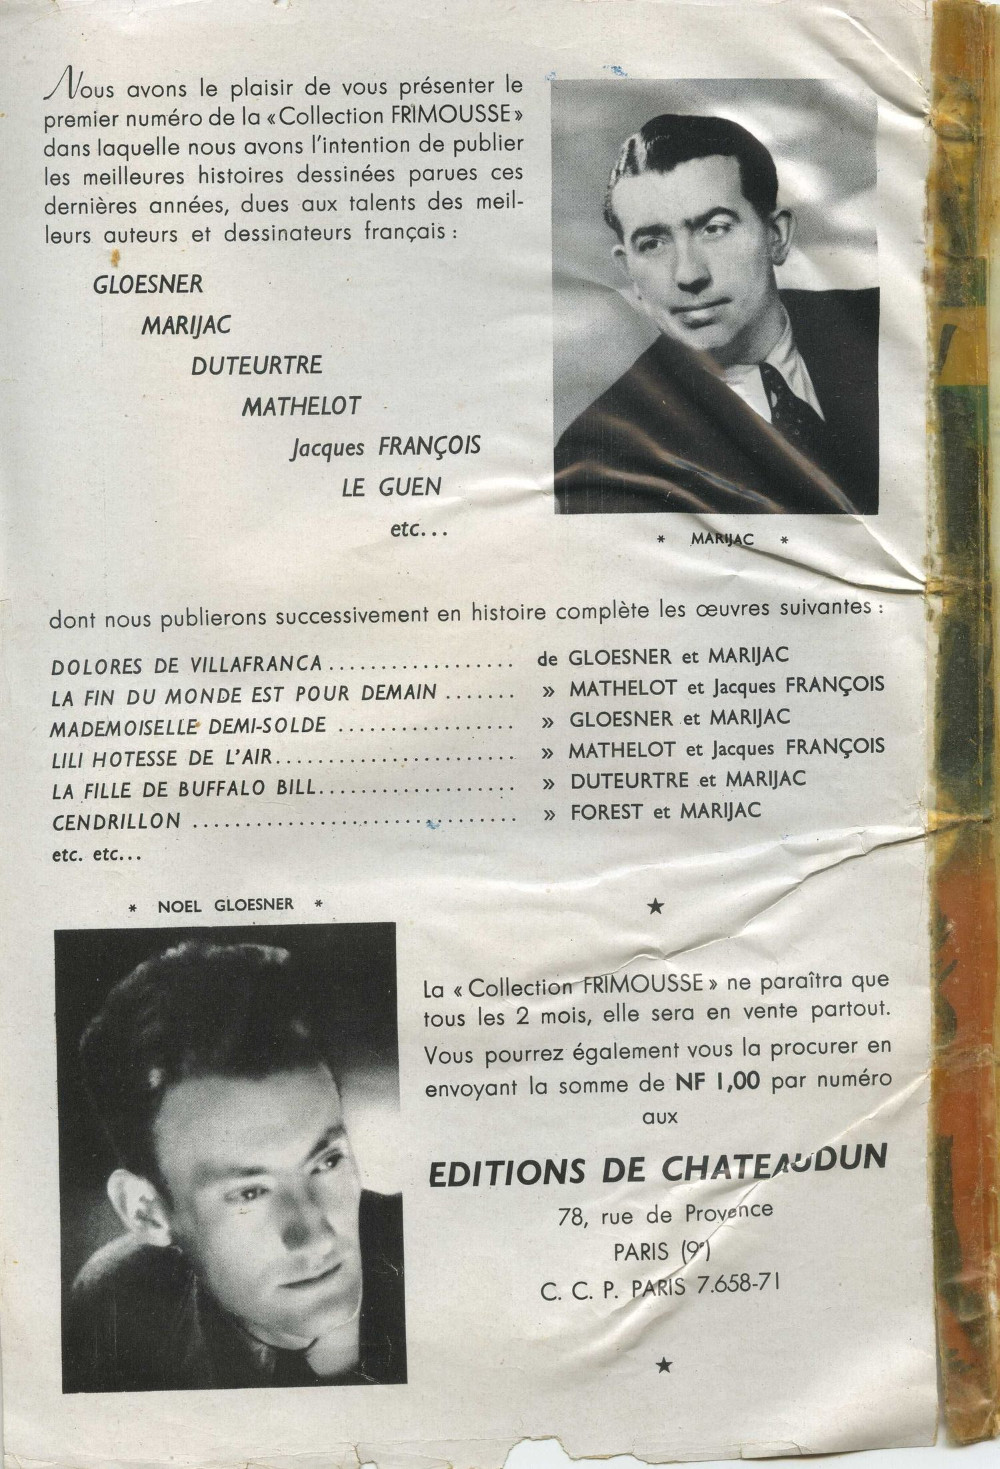 Nous avons le plaisir de vous présenter le
premier numéro de la «Collection FRIMOUSSE»
dans laquelle nous avons l'intention de publier
les meilleures histoires dessinées parues ces
dernières années, dues aux talents des meil-
leurs auteurs et dessinateurs français :
GLOESNER
MARIJAC
DUTEURTRE
MATHELOT
Jacques FRANÇOIS
LE GUEN
etc...
* MARIJAC *
dont nous publierons successivement en histoire complète les œuvres suivantes :
DOLORES DE VILLAFRANCA .................. de GLOESNER et MARIJAC
LA FIN DU MONDE EST POUR DEMAIN ....... » MATHELOT et Jacques FRANÇOIS
MADEMOISELLE DEMI-SOLDE ................. » GLOESNER et MARIJAC
LILI HOTESSE DE L'AIR....................... » MATHELOT et Jacques FRANÇOIS
LA FILLE DE BUFFALO BILL................... » DUTEURTRE et MARIJAC
CENDRILLON ............................... » FOREST et MARIJAC
etc. etc...
* NOEL GLOESNER *
★
La « Collection FRIMOUSSE » ne paraîtra que
tous les 2 mois, elle sera en vente partout.
Vous pourrez également vous la procurer en
envoyant la somme de NF 1,00 par numéro
aux
EDITIONS DE CHATEAUDUN
78, rue de Provence
PARIS (9e)
C. C. P. PARIS 7.658-71
★